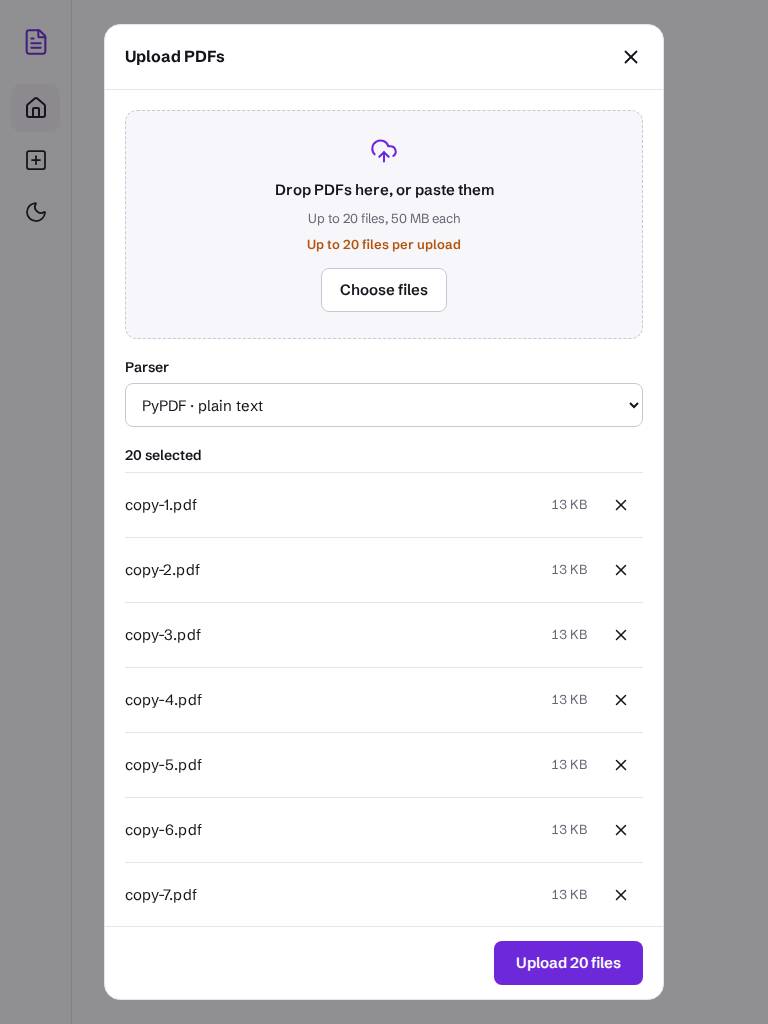 Upload PDFs
Drop PDFs here, or paste them
Up to 20 files, 50 MB each
Up to 20 files per upload
Choose files
Parser
PyPDF · plain text
20 selected
copy-1.pdf 13 KB
copy-2.pdf 13 KB
copy-3.pdf 13 KB
copy-4.pdf 13 KB
copy-5.pdf 13 KB
copy-6.pdf 13 KB
copy-7.pdf 13 KB
Upload 20 files